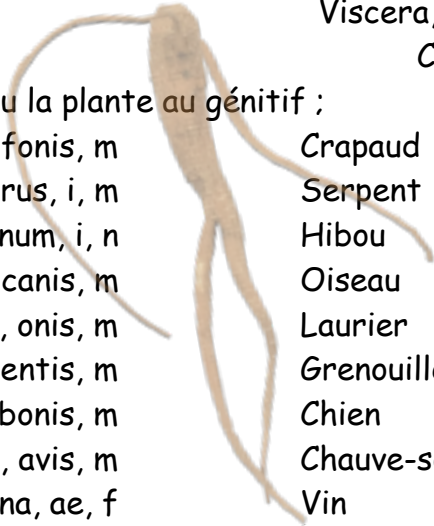 Viscera,
C
u la plante au génitif ;
fonis, m Crapaud
rus, i, m Serpent
num, i, n Hibou
canis, m Oiseau
, onis, m Laurier
entis, m Grenouille
bonis, m Chien
, avis, m Chauve-s
na, ae, f Vin